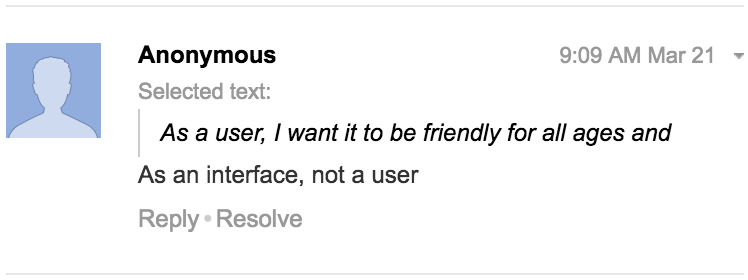 Anonymous 9:09 AM Mar 21
Selected text:
As a user, I want it to be friendly for all ages and
As an interface, not a user
Reply • Resolve